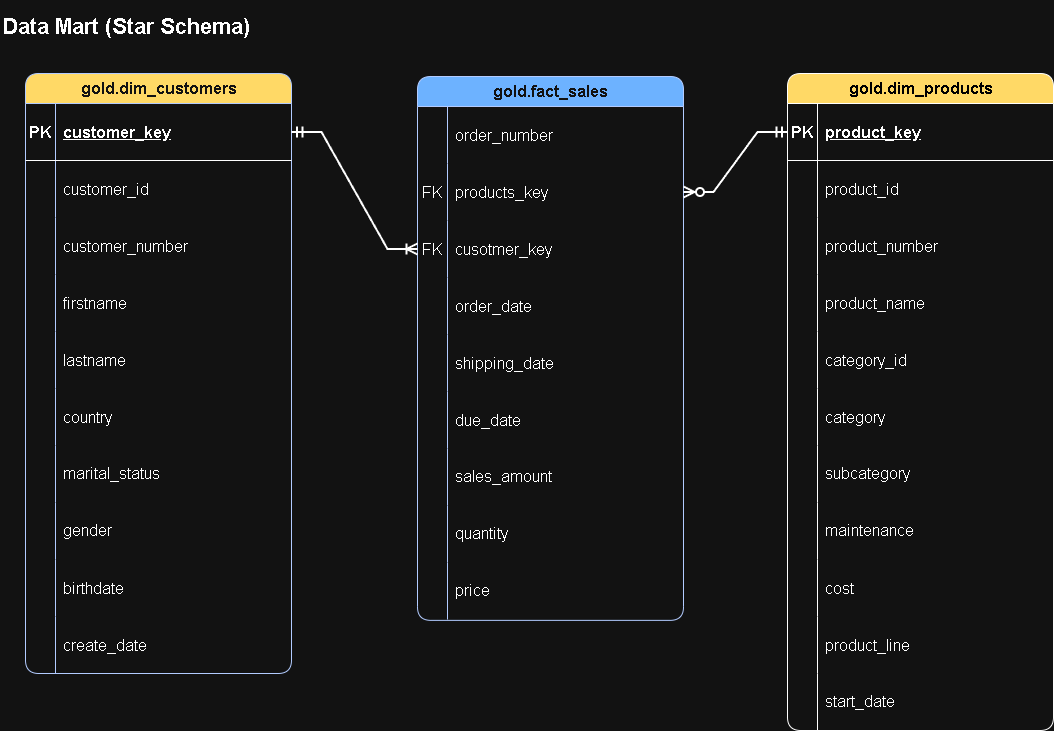 Data Mart (Star Schema)
gold.dim_customers
PK customer_key
customer_id
customer_number
firstname
lastname
country
marital_status
gender
birthdate
create_date
gold.fact_sales
order_number
FK products_key
FK cusotmer_key
order_date
shipping_date
due_date
sales_amount
quantity
price
gold.dim_products
PK product_key
product_id
product_number
product_name
category_id
category
subcategory
maintenance
cost
product_line
start_date